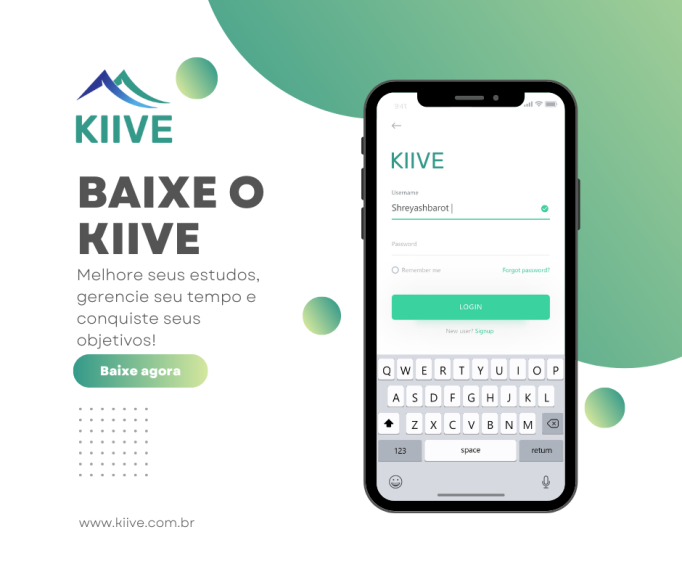 KIIVE
BAIXE O
KIIVE
Melhore seus estudos,
gerencie seu tempo e
conquiste seus
objetivos!
Baixe agora
www.kiive.com.br
9:41
KIIVE
Username
Shreyashbarot
Password
Remember me
Forgot password?
LOGIN
New user? Signup
Q W E R T Y U I O P
A S D F G H J K L
Z X C V B N M
123 space return